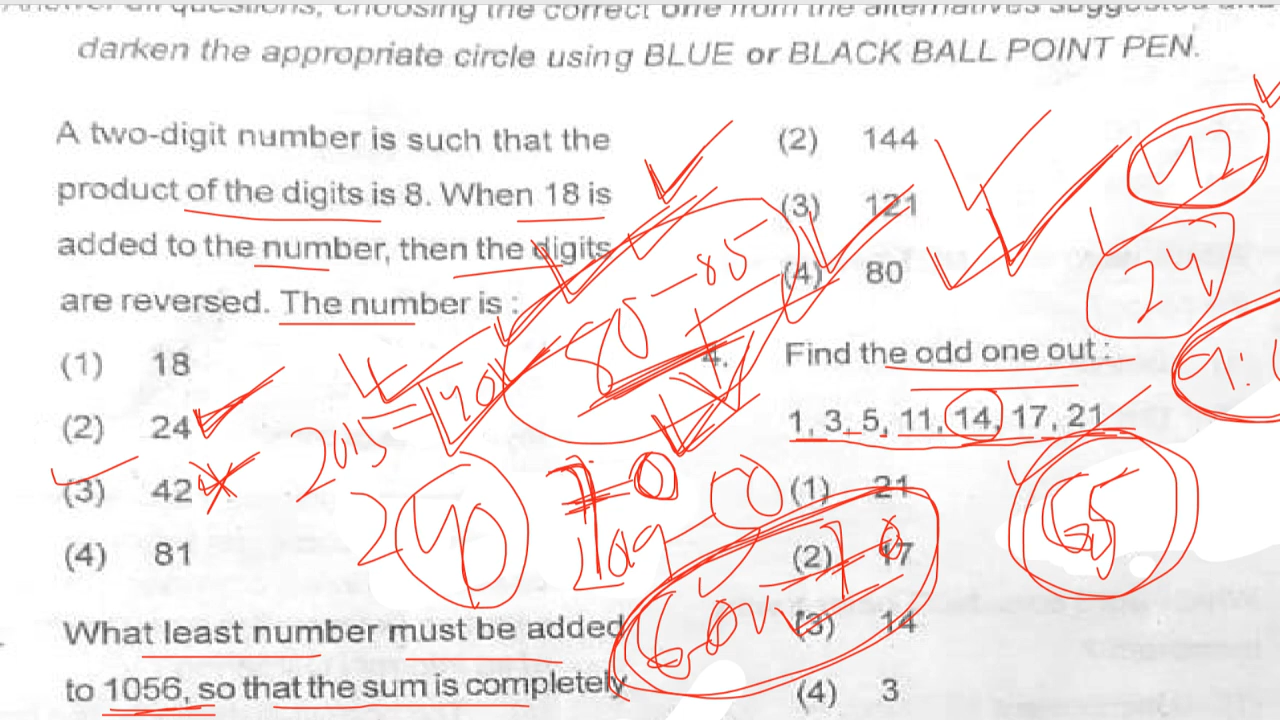 darken the appropriate circle using BLUE or BLACK BALL POINT PEN.
A two-digit number is such that the
product of the digits is 8. When 18 is
added to the number, then the digits
are reversed. The number is :
(1) 18
(2) 24
(3) 42
(4) 81
What least number must be added
to 1056, so that the sum is completely
(2) 144
(3) 121
(4) 80
4. Find the odd one out :
1, 3, 5, 11, 14, 17, 21
(1) 21
(2) 17
(3) 14
(4) 3
42
24
65
80 - 85
2015 =